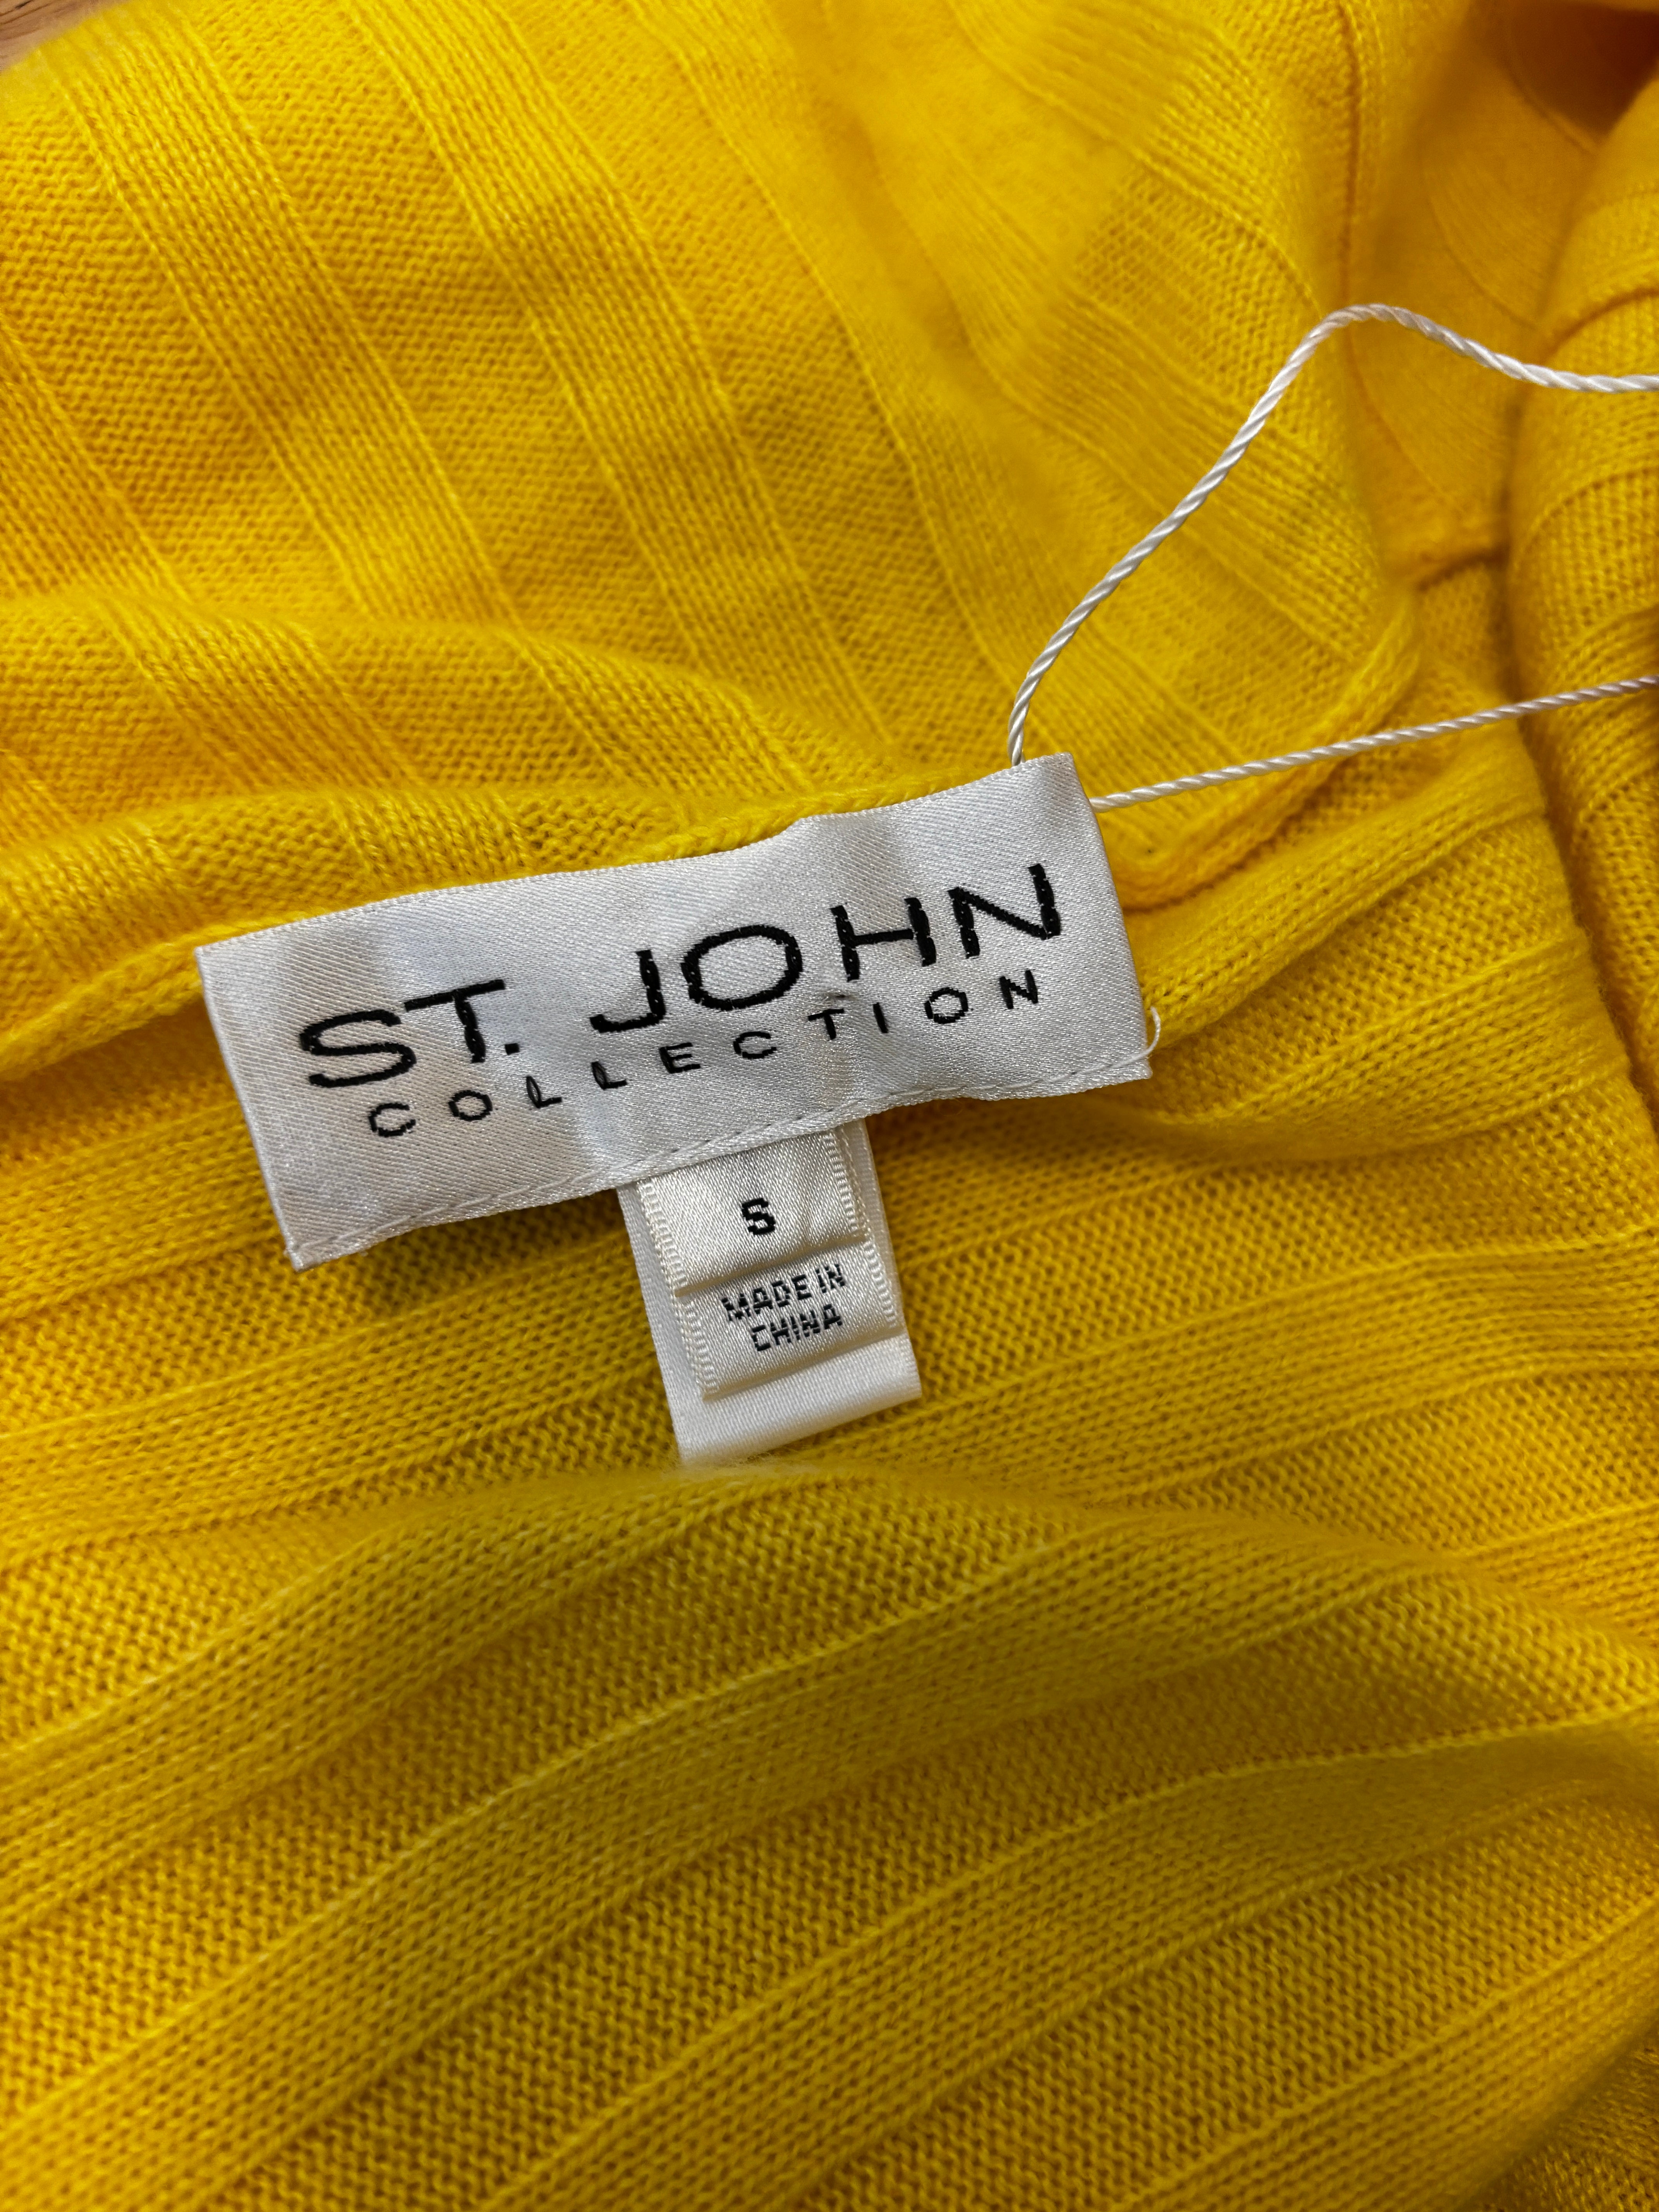 ST. JOHN
COLLECTION
S
MADE IN
CHINA